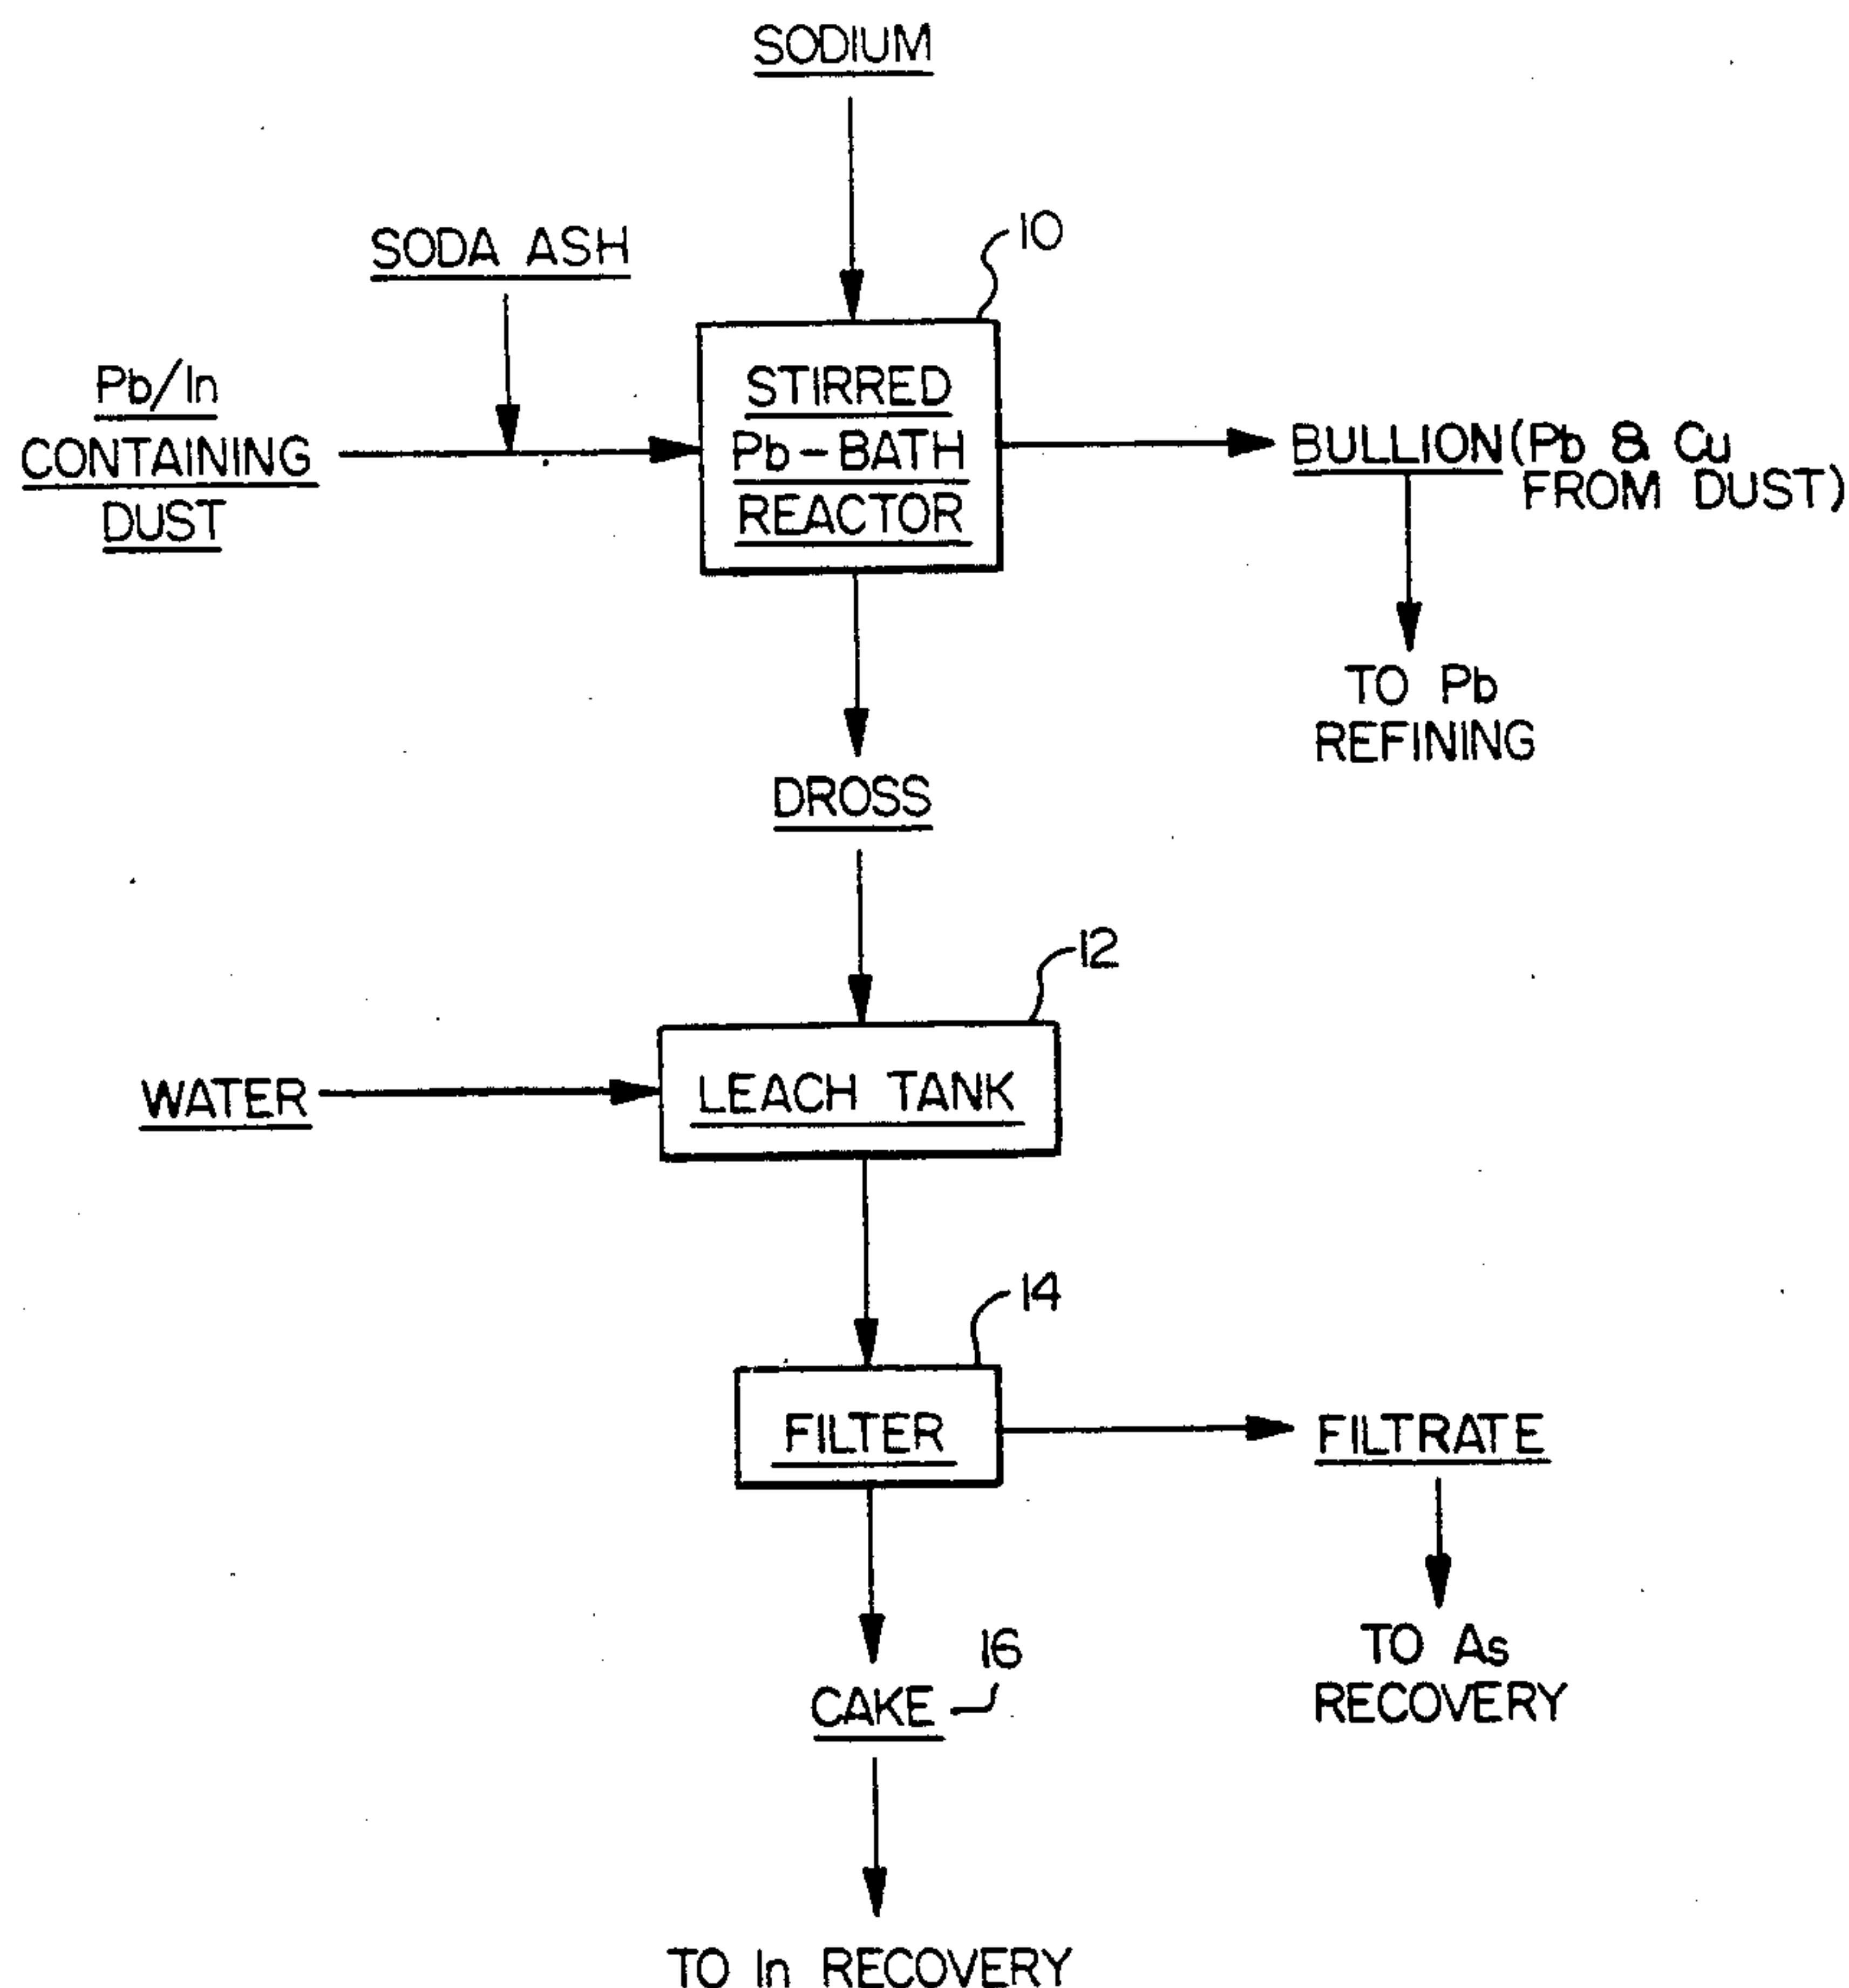 SODIUM
SODA ASH
10
Pb/In
CONTAINING
DUST
STIRRED
Pb-BATH
REACTOR
BULLION (Pb & Cu
FROM DUST)
TO Pb
REFINING
DROSS
12
WATER
LEACH TANK
14
FILTER
FILTRATE
TO As
RECOVERY
16
CAKE
TO In RECOVERY